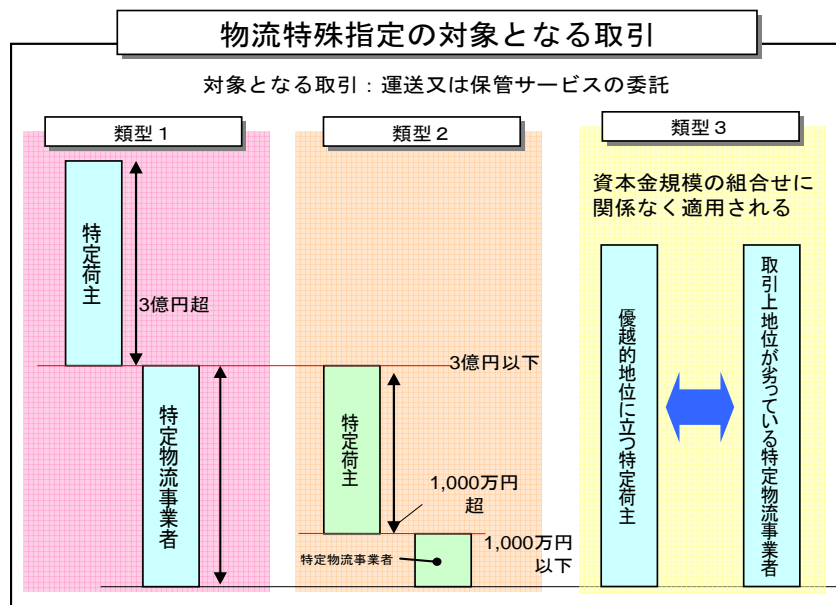 物流特殊指定の対象となる取引
対象となる取引：運送又は保管サービスの委託
類型１
特定荷主
3億円超
特定物流事業者
類型２
3億円以下
特定荷主
1,000万円
超
特定物流事業者
1,000万円
以下
類型３
資本金規模の組合せに
関係なく適用される
優越的地位に立つ特定荷主
取引上地位が劣っている特定物流事業者